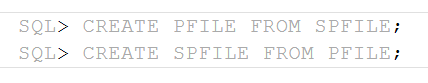 SQL> CREATE PFILE FROM SPFILE;
SQL> CREATE SPFILE FROM PFILE;